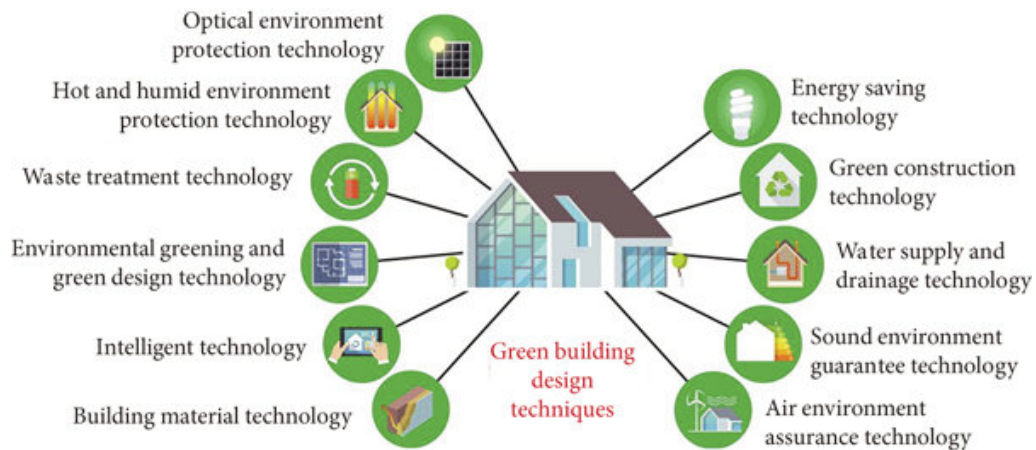 Optical environment
protection technology
Hot and humid environment
protection technology
Waste treatment technology
Environmental greening and
green design technology
Intelligent technology
Building material technology
Green building
design
techniques
Energy saving
technology
Green construction
technology
Water supply and
drainage technology
Sound environment
guarantee technology
Air environment
assurance technology